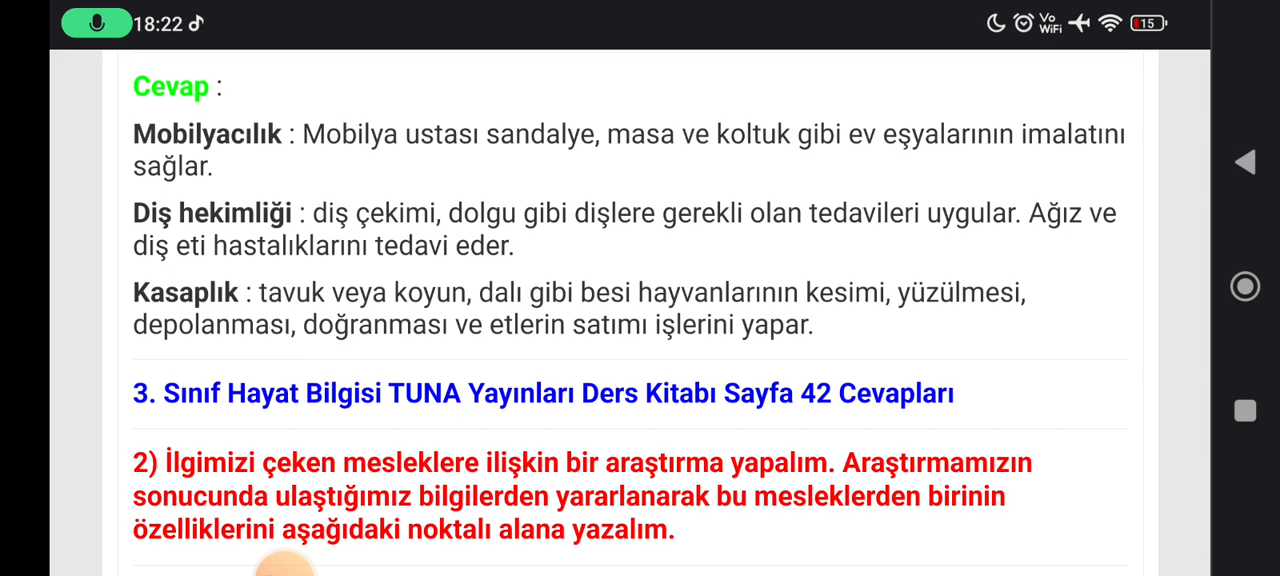 18:22
Vo
WiFi
15
Cevap :
Mobilyacılık : Mobilya ustası sandalye, masa ve koltuk gibi ev eşyalarının imalatını
sağlar.
Diş hekimliği : diş çekimi, dolgu gibi dişlere gerekli olan tedavileri uygular. Ağız ve
diş eti hastalıklarını tedavi eder.
Kasaplık : tavuk veya koyun, dalı gibi besi hayvanlarının kesimi, yüzülmesi,
depolanması, doğranması ve etlerin satımı işlerini yapar.
3. Sınıf Hayat Bilgisi TUNA Yayınları Ders Kitabı Sayfa 42 Cevapları
2) İlgimizi çeken mesleklere ilişkin bir araştırma yapalım. Araştırmamızın
sonucunda ulaştığımız bilgilerden yararlanarak bu mesleklerden birinin
özelliklerini aşağıdaki noktalı alana yazalım.